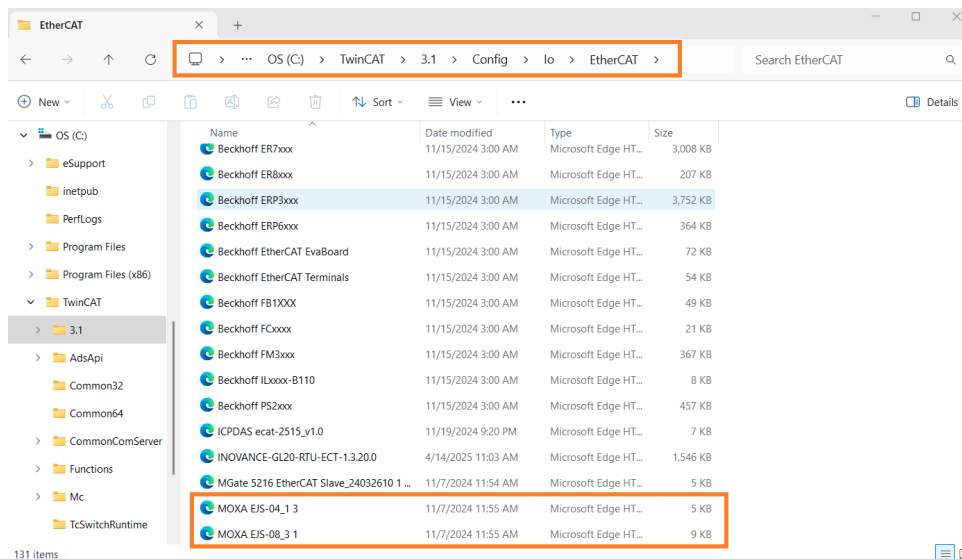 EtherCAT
OS (C:) TwinCAT 3.1 Config Io EtherCAT
Search EtherCAT
New Sort View ... Details
OS (C:)
eSupport
inetpub
PerfLogs
Program Files
Program Files (x86)
TwinCAT
3.1
AdsApi
Common32
Common64
CommonComServer
Functions
Mc
TcSwitchRuntime
Name Date modified Type Size
Beckhoff ER7xxx 11/15/2024 3:00 AM Microsoft Edge HT... 3,008 KB
Beckhoff ER8xxx 11/15/2024 3:00 AM Microsoft Edge HT... 207 KB
Beckhoff ERP3xxx 11/15/2024 3:00 AM Microsoft Edge HT... 3,752 KB
Beckhoff ERP6xxx 11/15/2024 3:00 AM Microsoft Edge HT... 364 KB
Beckhoff EtherCAT EvaBoard 11/15/2024 3:00 AM Microsoft Edge HT... 72 KB
Beckhoff EtherCAT Terminals 11/15/2024 3:00 AM Microsoft Edge HT... 54 KB
Beckhoff FB1XXX 11/15/2024 3:00 AM Microsoft Edge HT... 49 KB
Beckhoff FCxxxx 11/15/2024 3:00 AM Microsoft Edge HT... 21 KB
Beckhoff FM3xxx 11/15/2024 3:00 AM Microsoft Edge HT... 367 KB
Beckhoff ILxxxx-B110 11/15/2024 3:00 AM Microsoft Edge HT... 8 KB
Beckhoff PS2xxx 11/15/2024 3:00 AM Microsoft Edge HT... 457 KB
ICPDAS ecat-2515_v1.0 11/19/2024 9:20 PM Microsoft Edge HT... 7 KB
INOVANCE-GL20-RTU-ECT-1.3.20.0 4/14/2025 11:03 AM Microsoft Edge HT... 1,546 KB
MGate 5216 EtherCAT Slave_24032610 1 ... 11/7/2024 11:54 AM Microsoft Edge HT... 5 KB
MOXA EJS-04_1 3 11/7/2024 11:55 AM Microsoft Edge HT... 5 KB
MOXA EJS-08_3 1 11/7/2024 11:55 AM Microsoft Edge HT... 9 KB
131 items